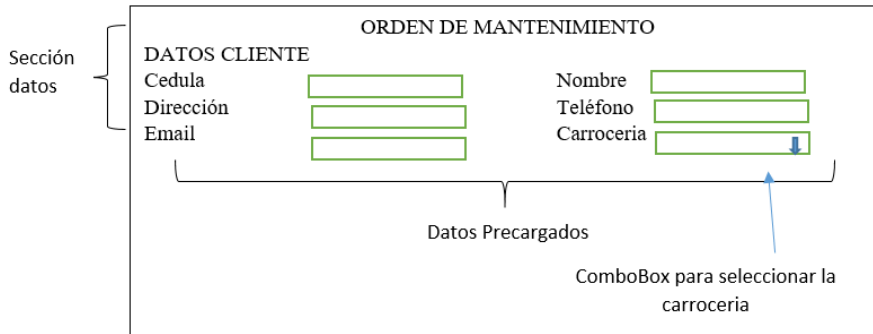 ORDEN DE MANTENIMIENTO
Sección
datos
DATOS CLIENTE
Cedula
Nombre
Dirección
Teléfono
Email
Carroceria
Datos Precargados
ComboBox para seleccionar la
carroceria